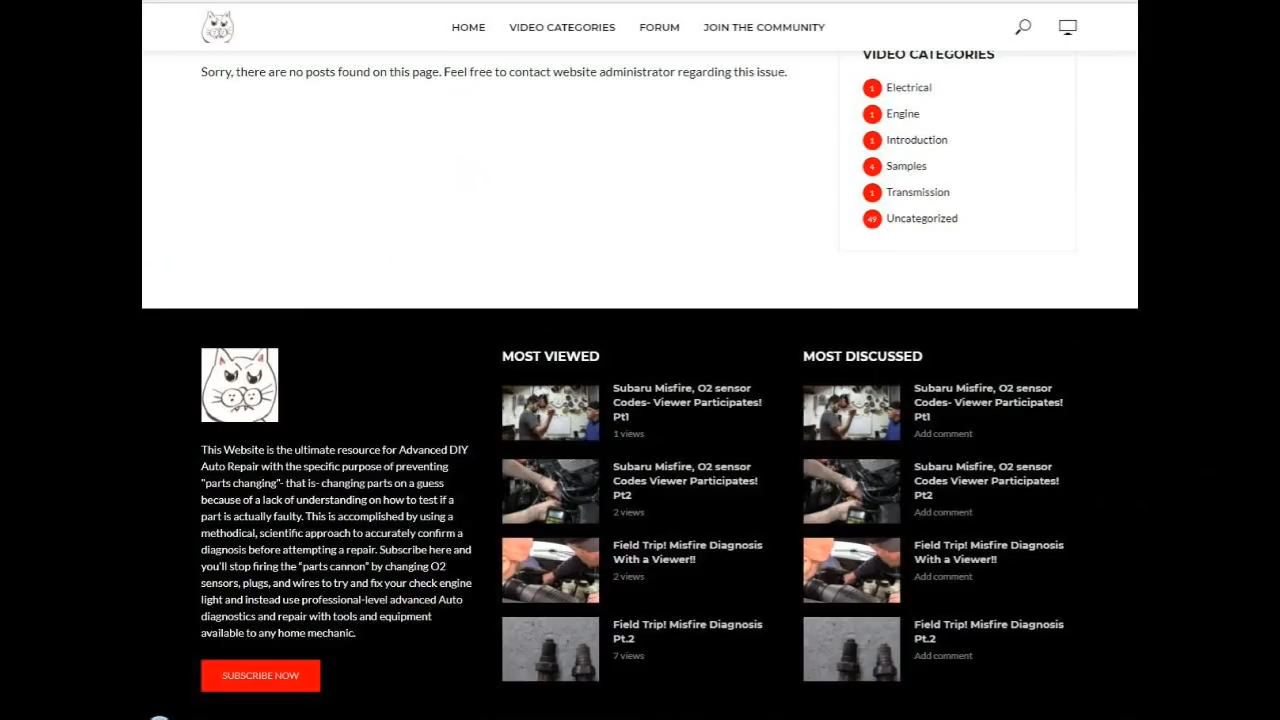 HOME VIDEO CATEGORIES FORUM JOIN THE COMMUNITY
Sorry, there are no posts found on this page. Feel free to contact website administrator regarding this issue.
VIDEO CATEGORIES
1 Electrical
1 Engine
1 Introduction
4 Samples
1 Transmission
49 Uncategorized
This Website is the ultimate resource for Advanced DIY
Auto Repair with the specific purpose of preventing
"parts changing"- that is- changing parts on a guess
because of a lack of understanding on how to test if a
part is actually faulty. This is accomplished by using a
methodical, scientific approach to accurately confirm a
diagnosis before attempting a repair. Subscribe here and
you'll stop firing the “parts cannon” by changing O2
sensors, plugs, and wires to try and fix your check engine
light and instead use professional-level advanced Auto
diagnostics and repair with tools and equipment
available to any home mechanic.
SUBSCRIBE NOW
MOST VIEWED
Subaru Misfire, O2 sensor
Codes- Viewer Participates!
Pt1
1 views
Subaru Misfire, O2 sensor
Codes Viewer Participates!
Pt2
2 views
Field Trip! Misfire Diagnosis
With a Viewer!!
2 views
Field Trip! Misfire Diagnosis
Pt.2
7 views
MOST DISCUSSED
Subaru Misfire, O2 sensor
Codes- Viewer Participates!
Pt1
Add comment
Subaru Misfire, O2 sensor
Codes Viewer Participates!
Pt2
Add comment
Field Trip! Misfire Diagnosis
With a Viewer!!
Add comment
Field Trip! Misfire Diagnosis
Pt.2
Add comment